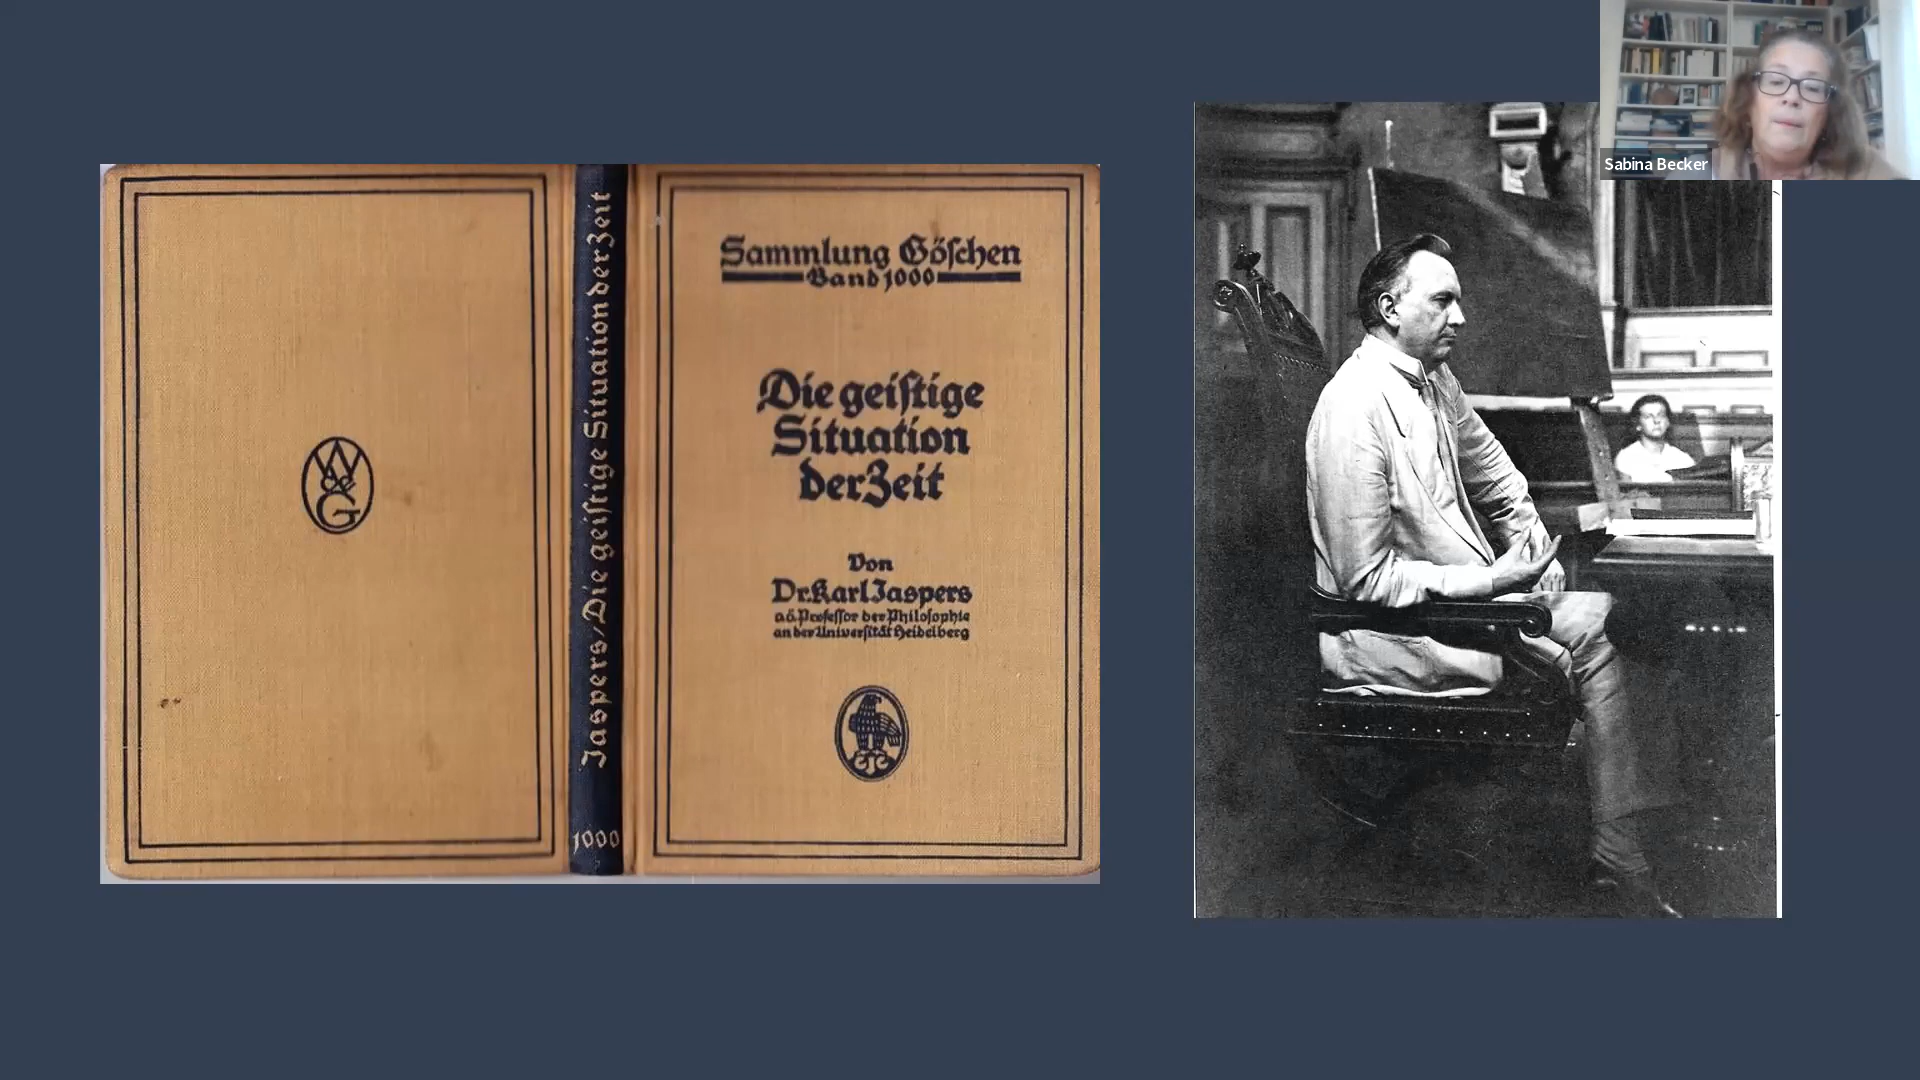 Sabina Becker
W
&
G
Jaspers/Die geiſtige Situation der Zeit
1000
Sammlung Göſchen
Band 1000
Die geiſtige
Situation
der Zeit
Von
Dr. Karl Jaspers
a.ö. Profeſſor der Philoſophie
an der Univerſität Heidelberg